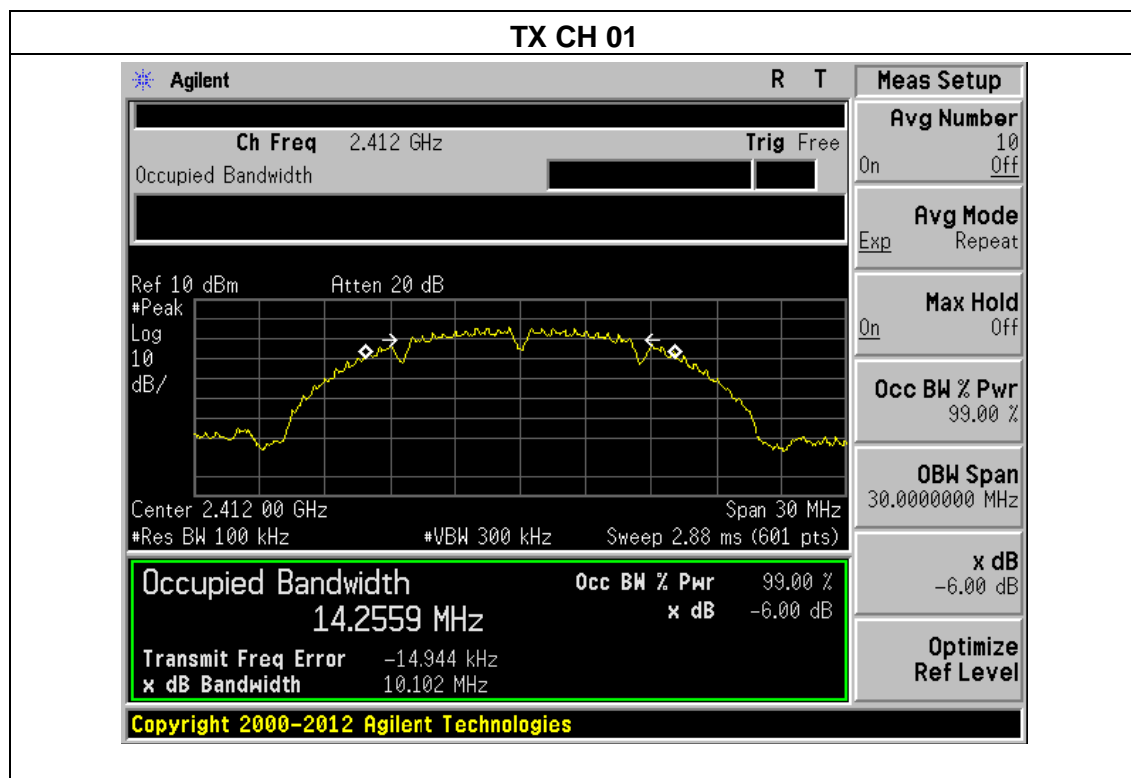 TX CH 01
Agilent R T
Ch Freq 2.412 GHz Trig Free
Occupied Bandwidth
Ref 10 dBm Atten 20 dB
#Peak
Log
10
dB/
Center 2.412 00 GHz Span 30 MHz
#Res BW 100 kHz #VBW 300 kHz Sweep 2.88 ms (601 pts)
Occupied Bandwidth Occ BW % Pwr 99.00 %
14.2559 MHz x dB -6.00 dB
Transmit Freq Error -14.944 kHz
x dB Bandwidth 10.102 MHz
Copyright 2000-2012 Agilent Technologies
Meas Setup
Avg Number
10
On Off
Avg Mode
Exp Repeat
Max Hold
On Off
Occ BW % Pwr
99.00 %
OBW Span
30.0000000 MHz
x dB
-6.00 dB
Optimize
Ref Level